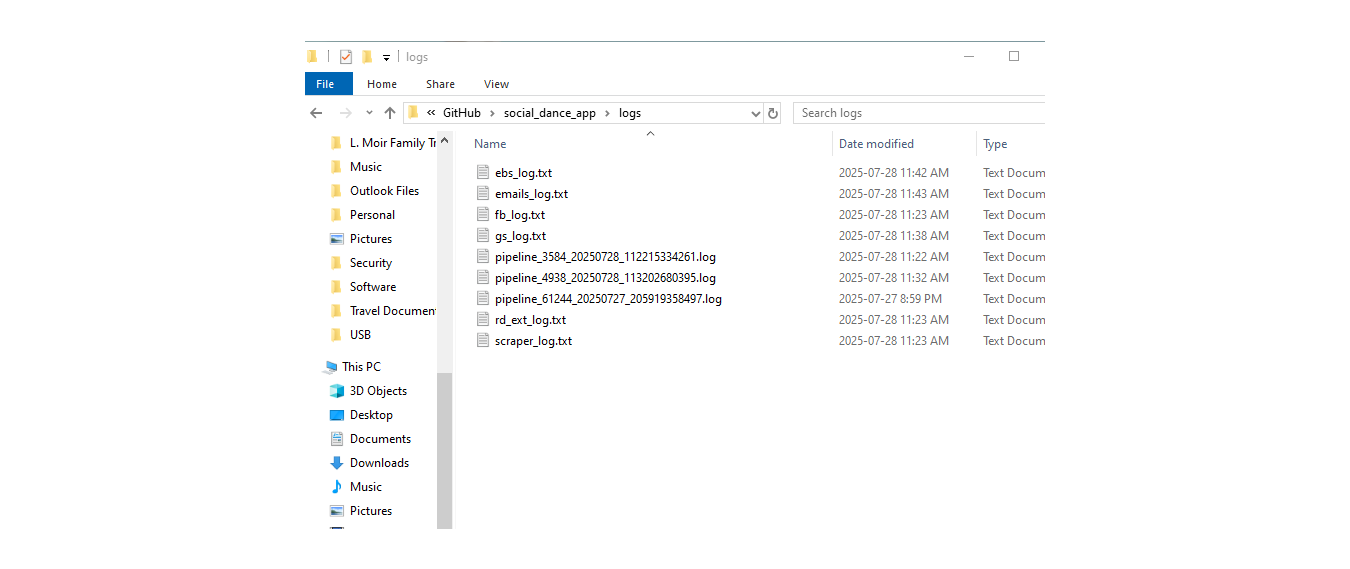 logs
File Home Share View
« GitHub › social_dance_app › logs Search logs
L. Moir Family Tr
Music
Outlook Files
Personal
Pictures
Security
Software
Travel Documen
USB
This PC
3D Objects
Desktop
Documents
Downloads
Music
Pictures
Name Date modified Type
ebs_log.txt 2025-07-28 11:42 AM Text Docum
emails_log.txt 2025-07-28 11:43 AM Text Docum
fb_log.txt 2025-07-28 11:23 AM Text Docum
gs_log.txt 2025-07-28 11:38 AM Text Docum
pipeline_3584_20250728_112215334261.log 2025-07-28 11:22 AM Text Docum
pipeline_4938_20250728_113202680395.log 2025-07-28 11:32 AM Text Docum
pipeline_61244_20250727_205919358497.log 2025-07-27 8:59 PM Text Docum
rd_ext_log.txt 2025-07-28 11:23 AM Text Docum
scraper_log.txt 2025-07-28 11:23 AM Text Docum